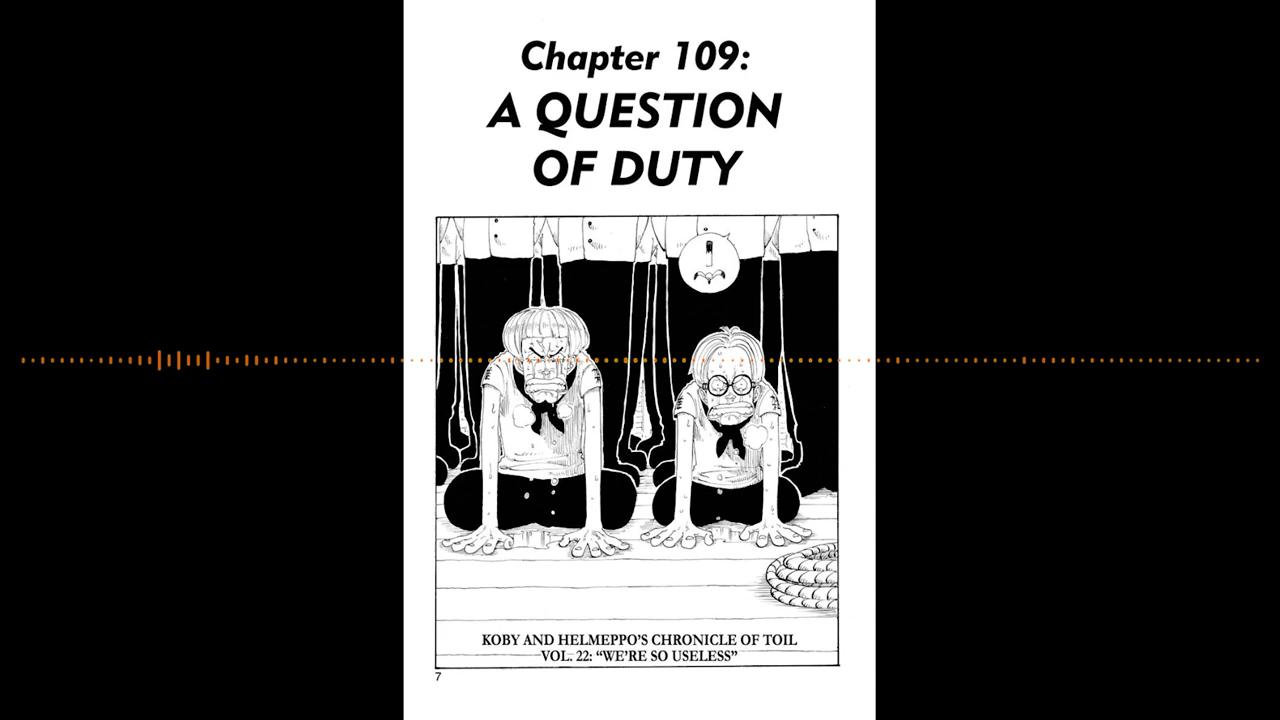 Chapter 109:
A QUESTION
OF DUTY
KOBY AND HELMEPPO'S CHRONICLE OF TOIL
VOL. 22: “WE'RE SO USELESS”
7